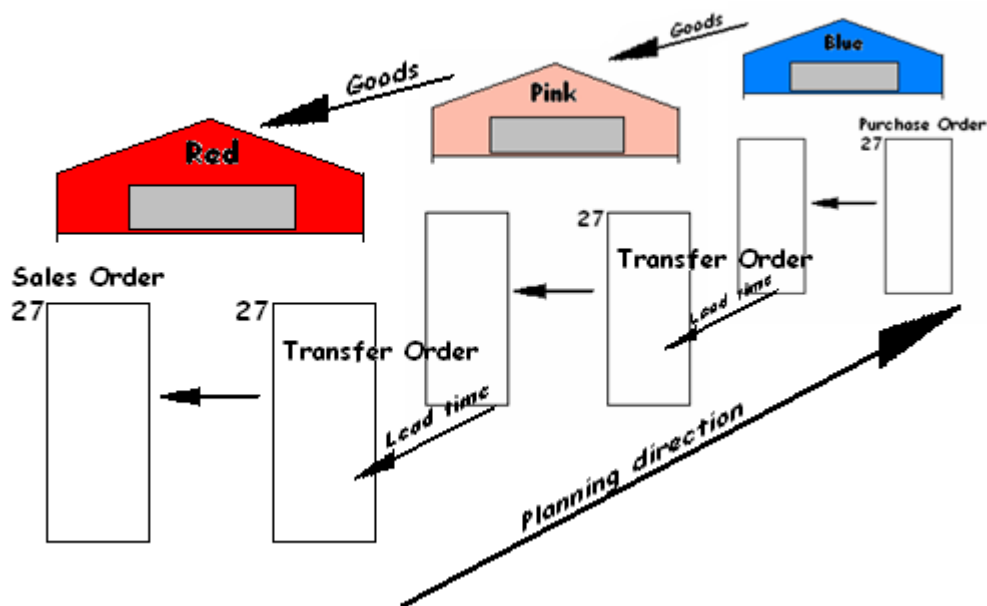 Goods
Blue
Goods
Pink
Purchase Order
27
Red
27
Transfer Order
Sales Order
27
27
Lead time
Transfer Order
Lead time
Planning direction